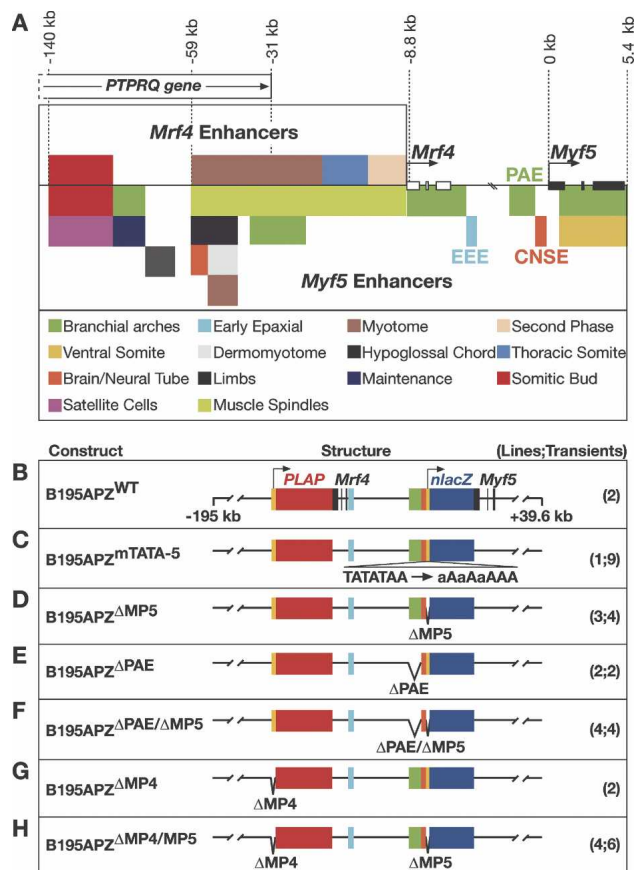 A
-140 kb
-59 kb
-31 kb
-8.8 kb
0 kb
5.4 kb
PTPRQ gene
Mrf4 Enhancers
Mrf4
PAE
Myf5
EEE
CNSE
Myf5 Enhancers
Branchial arches
Early Epaxial
Myotome
Second Phase
Ventral Somite
Dermomyotome
Hypoglossal Chord
Thoracic Somite
Brain/Neural Tube
Limbs
Maintenance
Somitic Bud
Satellite Cells
Muscle Spindles
Construct Structure (Lines;Transients)
B
PLAP Mrf4 nlacZ Myf5
B195APZWT (2)
-195 kb +39.6 kb
C
B195APZmTATA-5 (1;9)
TATATAA → aAaAaAAA
D
B195APZΔMP5 (3;4)
ΔMP5
E
B195APZΔPAE (2;2)
ΔPAE
F
B195APZΔPAE/ΔMP5 (4;4)
ΔPAE/ΔMP5
G
B195APZΔMP4 (2)
ΔMP4
H
B195APZΔMP4/MP5 (4;6)
ΔMP4 ΔMP5